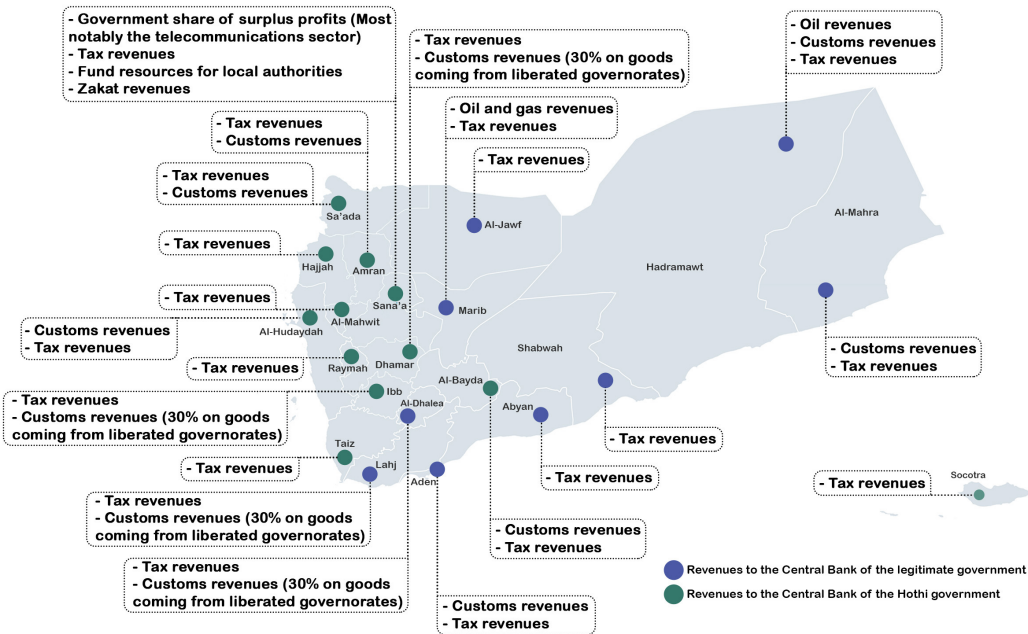 - Government share of surplus profits (Most
notably the telecommunications sector)
- Tax revenues
- Fund resources for local authorities
- Zakat revenues
- Tax revenues
- Customs revenues (30% on goods
coming from liberated governorates)
- Oil revenues
- Customs revenues
- Tax revenues
- Oil and gas revenues
- Tax revenues
- Tax revenues
- Customs revenues
- Tax revenues
- Tax revenues
- Customs revenues
Sa'ada
Al-Mahra
Al-Jawf
- Tax revenues
Hajjah
Amran
Hadramawt
- Tax revenues
Sana'a
Marib
Al-Mahwit
Al-Hudaydah
- Customs revenues
- Tax revenues
Shabwah
- Customs revenues
- Tax revenues
- Tax revenues
Raymah
Dhamar
Al-Bayda
- Tax revenues
- Customs revenues (30% on goods
coming from liberated governorates)
Ibb
Al-Dhalea
Abyan
- Tax revenues
Taiz
- Tax revenues
Lahj
Aden
- Tax revenues
- Tax revenues
Socotra
- Tax revenues
- Customs revenues (30% on goods
coming from liberated governorates)
- Customs revenues
- Tax revenues
- Tax revenues
- Customs revenues (30% on goods
coming from liberated governorates)
- Customs revenues
- Tax revenues
Revenues to the Central Bank of the legitimate government
Revenues to the Central Bank of the Hothi government